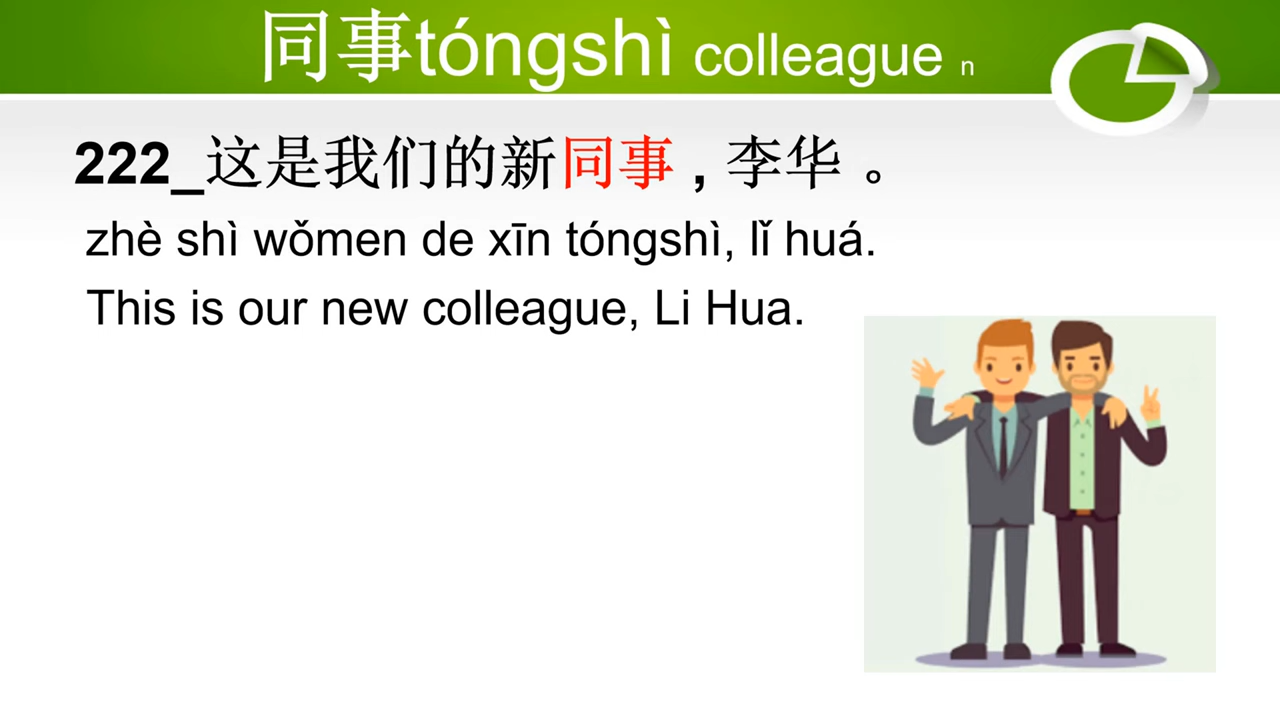 同事tóngshì colleague n
222_这是我们的新同事 , 李华 。
zhè shì wǒmen de xīn tóngshì, lǐ huá.
This is our new colleague, Li Hua.